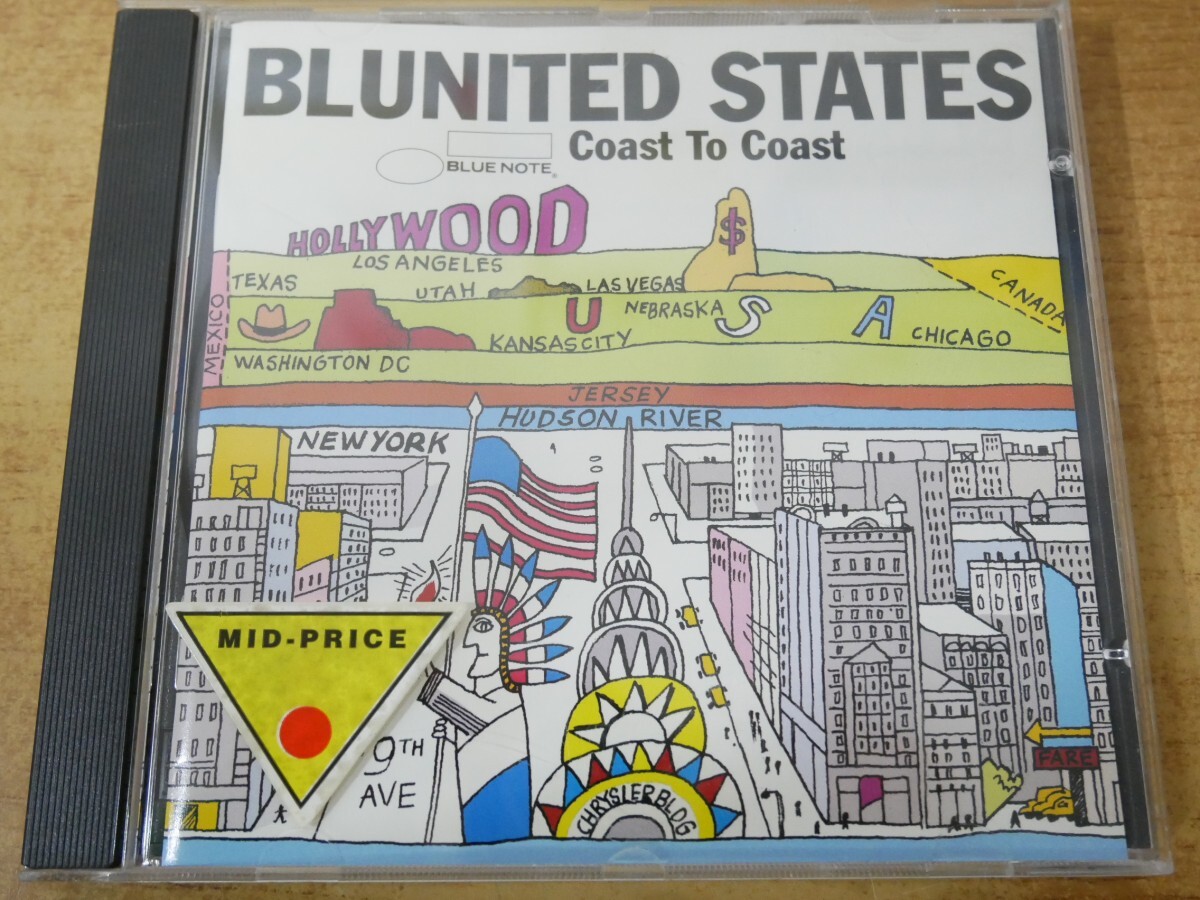 BLUNITED STATES
BLUE NOTE® Coast To Coast
HOLLYWOOD
$
LOS ANGELES
TEXAS
UTAH
LAS VEGAS
CANADA
MEXICO
U
NEBRASKA
S
A
KANSAS CITY
CHICAGO
WASHINGTON DC
JERSEY
HUDSON RIVER
NEW YORK
MID-PRICE
9TH
AVE
CHRYSLER BLDG
FARE